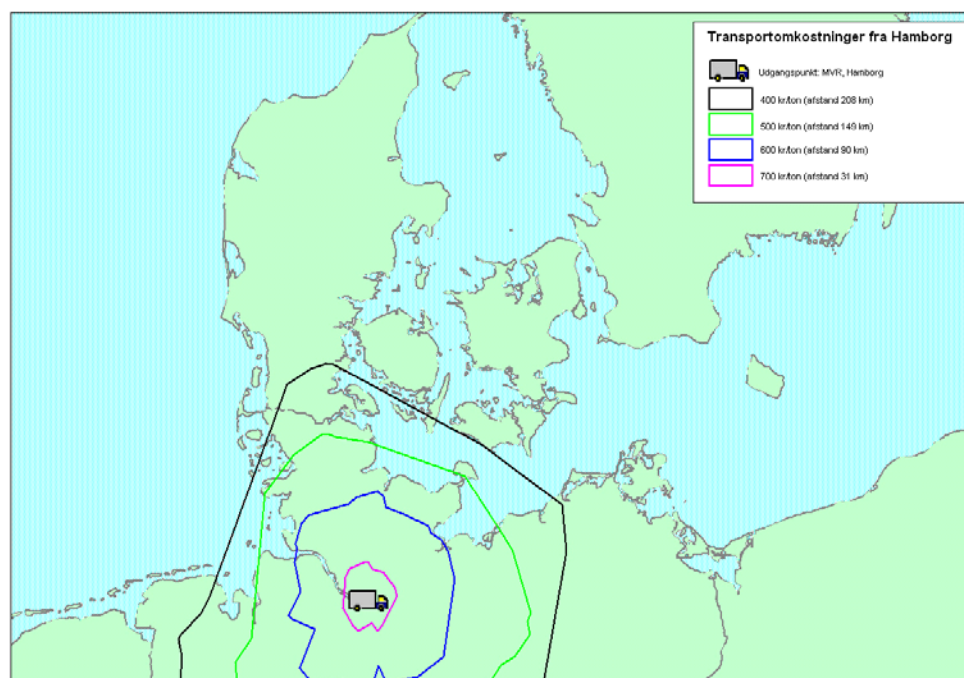 Transportomkostninger fra Hamborg
Udgangspunkt: MVR, Hamborg
400 kr/ton (afstand 208 km)
500 kr/ton (afstand 149 km)
600 kr/ton (afstand 90 km)
700 kr/ton (afstand 31 km)